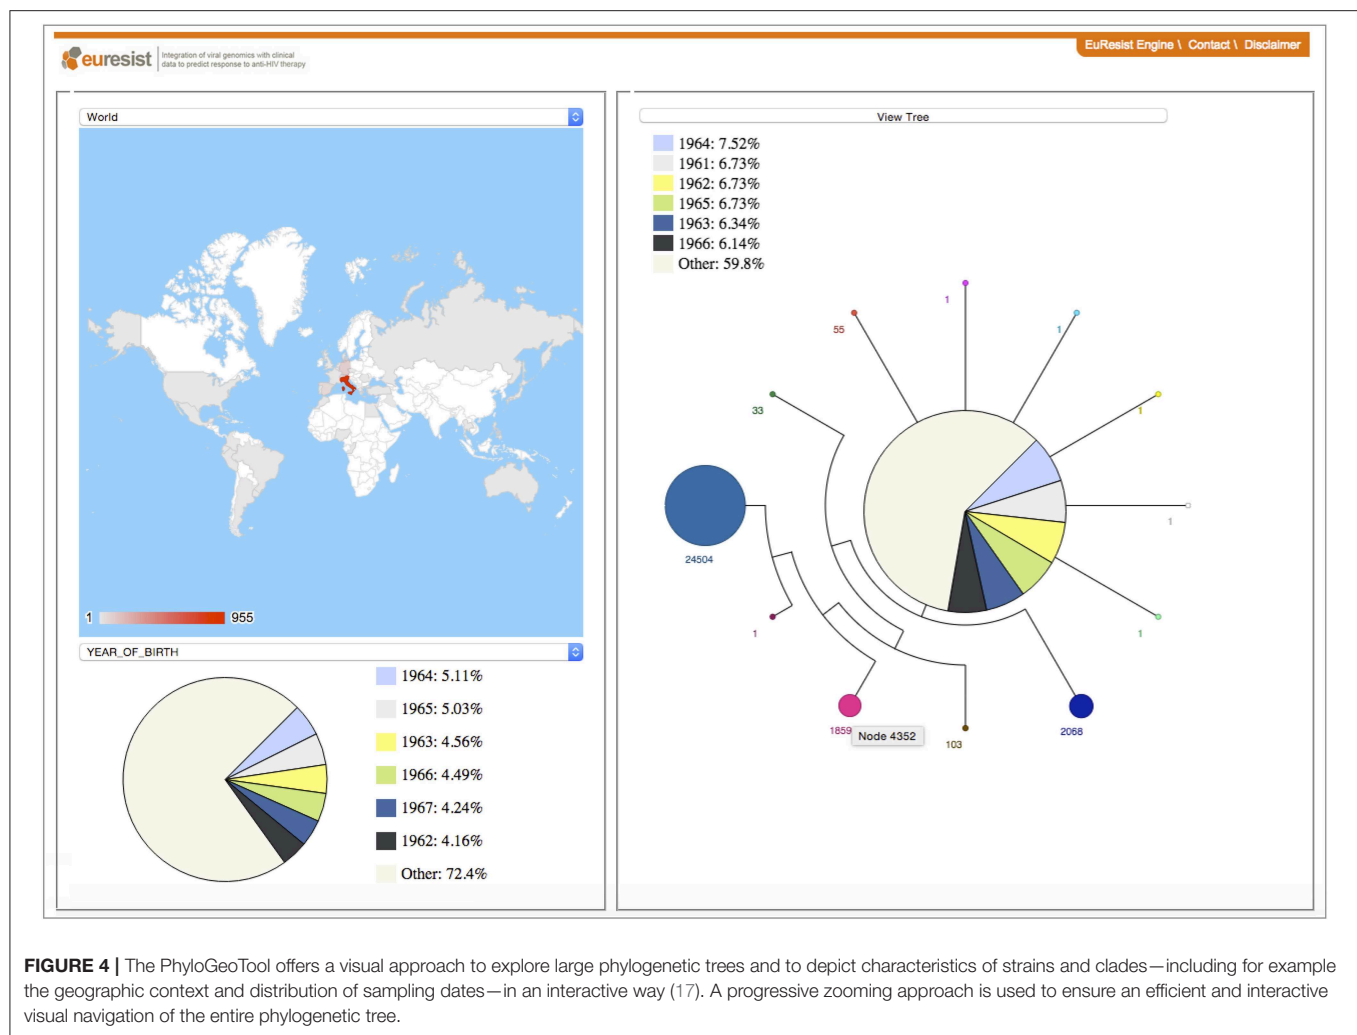 euresist
Integration of viral genomics with clinical
data to predict response to anti-HIV therapy
EuResist Engine \ Contact \ Disclaimer
World
1
955
YEAR_OF_BIRTH
1964: 5.11%
1965: 5.03%
1963: 4.56%
1966: 4.49%
1967: 4.24%
1962: 4.16%
Other: 72.4%
View Tree
1964: 7.52%
1961: 6.73%
1962: 6.73%
1965: 6.73%
1963: 6.34%
1966: 6.14%
Other: 59.8%
1
55
1
33
1
1
24504
1
1
1859
Node 4352
103
2068
FIGURE 4 | The PhyloGeoTool offers a visual approach to explore large phylogenetic trees and to depict characteristics of strains and clades—including for example
the geographic context and distribution of sampling dates—in an interactive way (17). A progressive zooming approach is used to ensure an efficient and interactive
visual navigation of the entire phylogenetic tree.